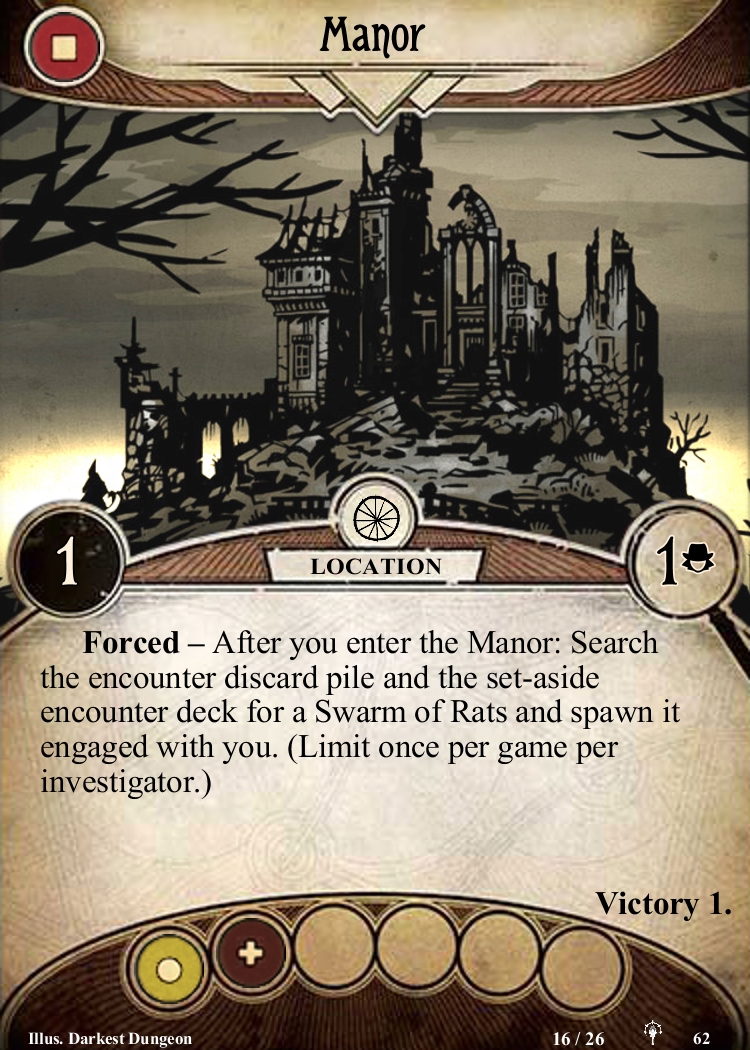 Manor
1
LOCATION
1
Forced – After you enter the Manor: Search
the encounter discard pile and the set-aside
encounter deck for a Swarm of Rats and spawn it
engaged with you. (Limit once per game per
investigator.)
Victory 1.
Illus. Darkest Dungeon
16 / 26
62